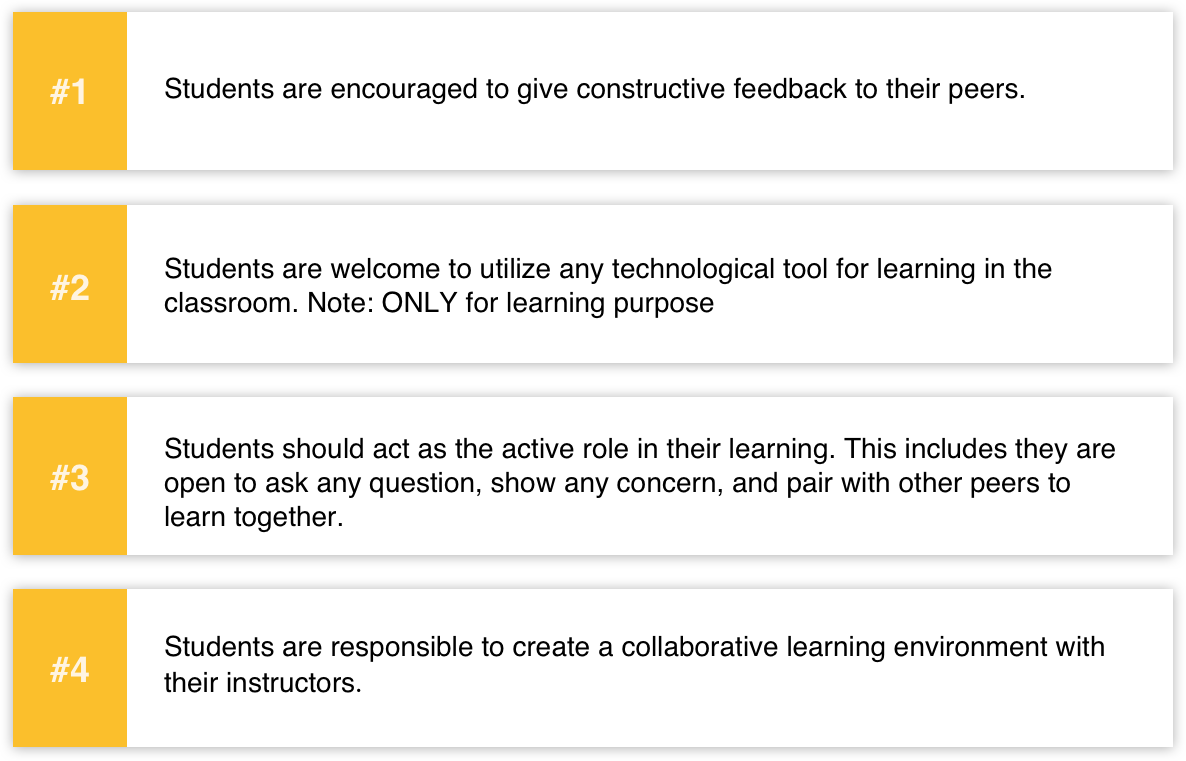 #1
Students are encouraged to give constructive feedback to their peers.
#2
Students are welcome to utilize any technological tool for learning in the
classroom. Note: ONLY for learning purpose
#3
Students should act as the active role in their learning. This includes they are
open to ask any question, show any concern, and pair with other peers to
learn together.
#4
Students are responsible to create a collaborative learning environment with
their instructors.